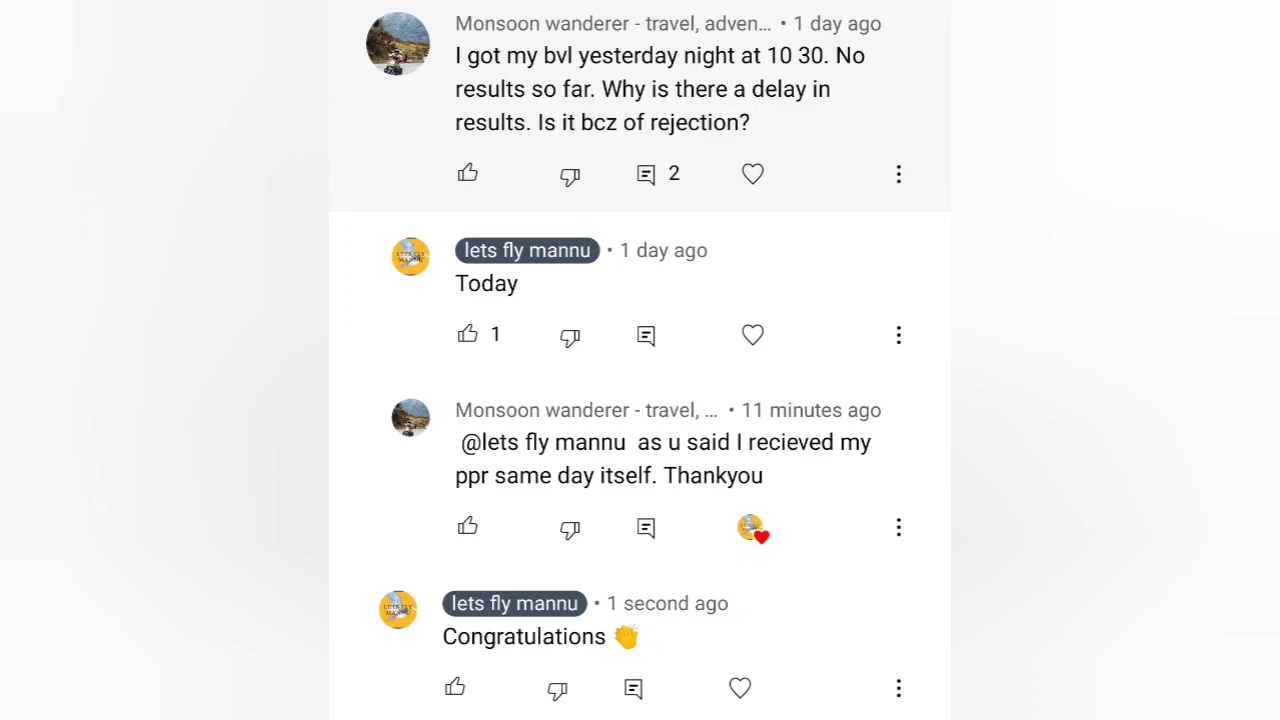 Monsoon wanderer - travel, adven... • 1 day ago
I got my bvl yesterday night at 10 30. No
results so far. Why is there a delay in
results. Is it bcz of rejection?
2
lets fly mannu • 1 day ago
Today
1
Monsoon wanderer - travel, ... • 11 minutes ago
@lets fly mannu as u said I recieved my
ppr same day itself. Thankyou
lets fly mannu • 1 second ago
Congratulations 👏